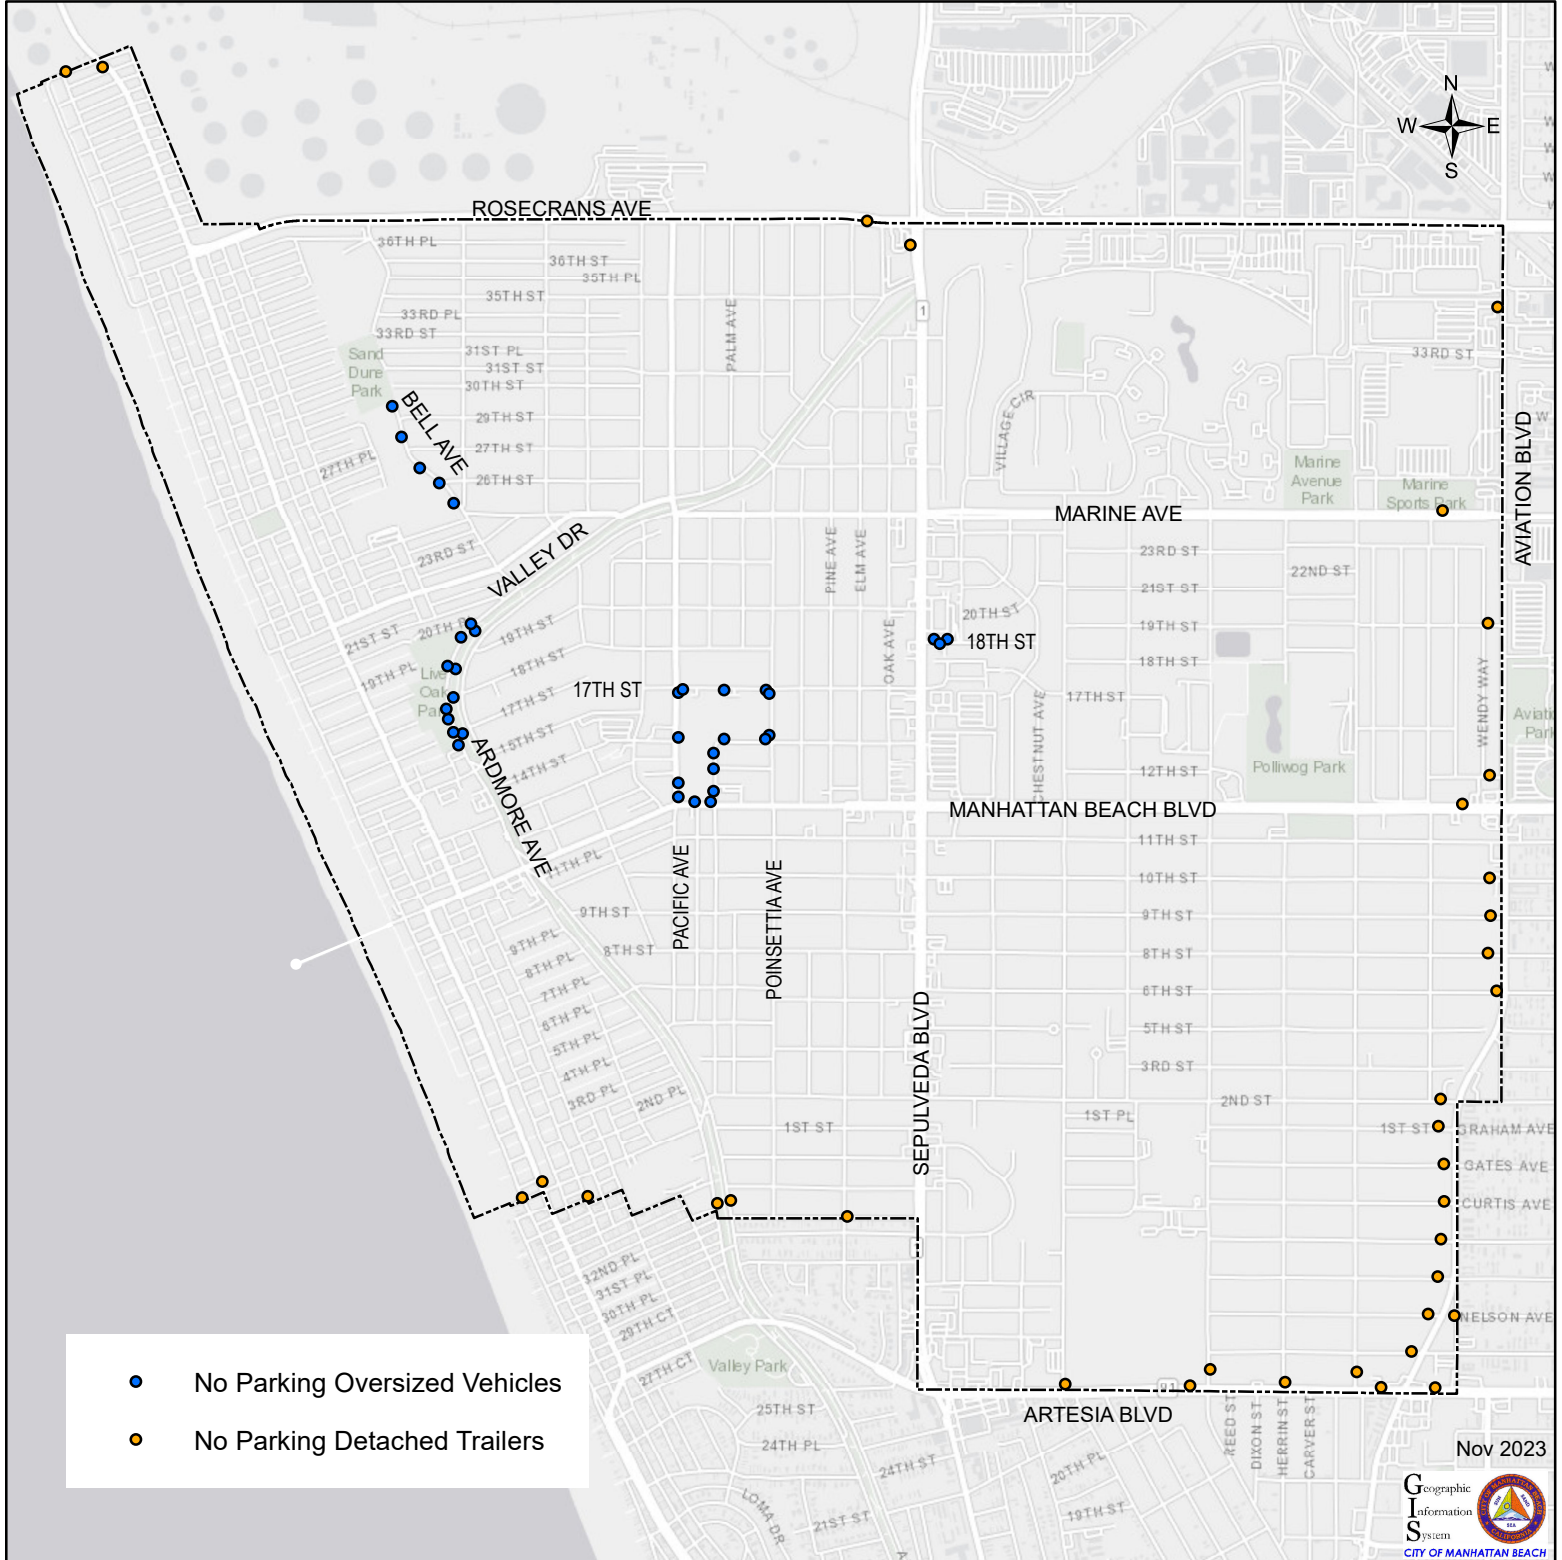 N
W E
S
ROSECRANS AVE
36TH PL
36TH ST
35TH PL
35TH ST
33RD PL
33RD ST
31ST PL
31ST ST
30TH ST
29TH ST
27TH ST
26TH ST
27TH PL
Sand
Dune
Park
BELL AVE
PALM AVE
1
VILLAGE CIR
33RD ST
AVIATION BLVD
Marine
Avenue
Park
Marine
Sports Park
MARINE AVE
23RD ST
VALLEY DR
PINE AVE
ELM AVE
23RD ST
22ND ST
21ST ST
20TH ST
19TH ST
18TH ST
18TH ST
17TH ST
12TH ST
OAK AVE
CHESTNUT AVE
WENDY WAY
Polliwog Park
21ST ST
19TH PL
19TH ST
18TH ST
17TH ST
15TH ST
14TH ST
Live
Oak
17TH ST
ARDMORE AVE
MANHATTAN BEACH BLVD
11TH PL
11TH ST
10TH ST
9TH ST
8TH ST
6TH ST
5TH ST
3RD ST
2ND ST
1ST PL
1ST ST
PACIFIC AVE
POINSETTIA AVE
SEPULVEDA BLVD
9TH ST
8TH ST
9TH PL
8TH PL
7TH PL
6TH PL
5TH PL
4TH PL
3RD PL
2ND PL
1ST ST
GRAHAM AVE
GATES AVE
CURTIS AVE
NELSON AVE
32ND PL
31ST PL
30TH PL
29TH CT
27TH CT
Valley Park
25TH ST
24TH PL
24TH ST
21ST ST
LOMA DR
20TH PL
19TH ST
91
ARTESIA BLVD
REED ST
DIXON ST
HERRIN ST
CARVER ST
No Parking Oversized Vehicles
No Parking Detached Trailers
Nov 2023
Geographic
Information
System
CITY OF MANHATTAN BEACH